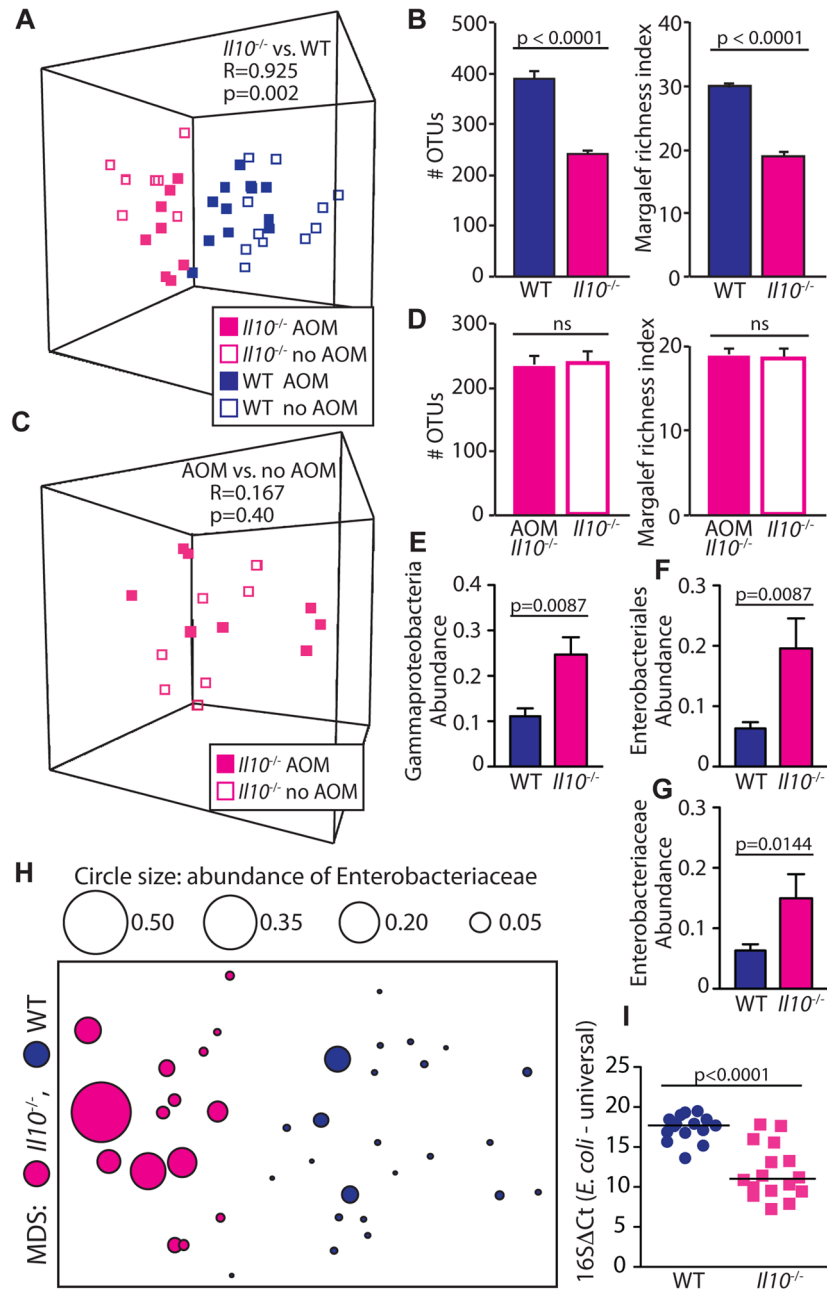 A
Il10-/- vs. WT
R=0.925
p=0.002
Il10-/- AOM
Il10-/- no AOM
WT AOM
WT no AOM
B
p < 0.0001
# OTUs
500
400
300
200
100
0
WT
Il10-/-
p < 0.0001
Margalef richness index
40
30
20
10
0
WT
Il10-/-
C
AOM vs. no AOM
R=0.167
p=0.40
Il10-/- AOM
Il10-/- no AOM
D
ns
# OTUs
300
200
100
0
AOM
Il10-/-
Il10-/-
ns
Margalef richness index
20
10
0
AOM
Il10-/-
Il10-/-
E
p=0.0087
Gammaproteobacteria
Abundance
0.4
0.3
0.2
0.1
0
WT
Il10-/-
F
p=0.0087
Enterobacteriales
Abundance
0.3
0.2
0.1
0
WT
Il10-/-
G
p=0.0144
Enterobacteriaceae
Abundance
0.3
0.2
0.1
0
WT
Il10-/-
H
Circle size: abundance of Enterobacteriaceae
0.50
0.35
0.20
0.05
MDS: Il10-/-, WT
I
p<0.0001
16SΔCt (E. coli - universal)
25
20
15
10
5
0
WT
Il10-/-